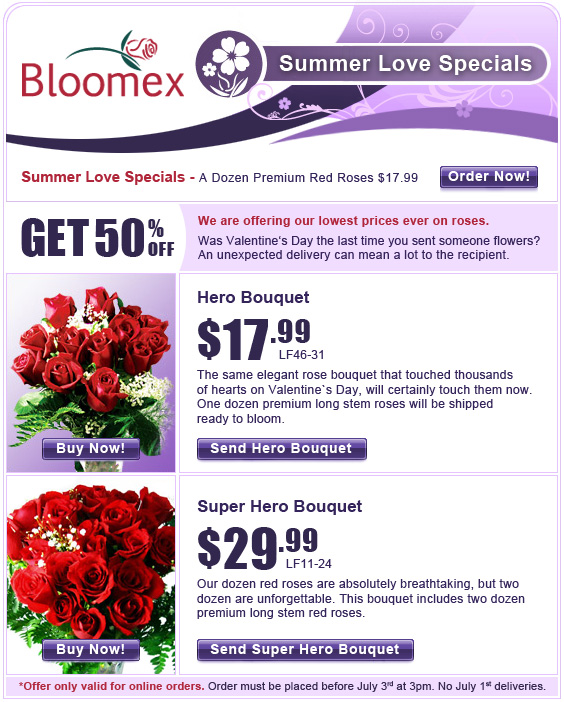 Bloomex
Summer Love Specials
Summer Love Specials - A Dozen Premium Red Roses $17.99
Order Now!
GET 50% OFF
We are offering our lowest prices ever on roses.
Was Valentine's Day the last time you sent someone flowers?
An unexpected delivery can mean a lot to the recipient.
Buy Now!
Hero Bouquet
$17.99
LF46-31
The same elegant rose bouquet that touched thousands
of hearts on Valentine`s Day, will certainly touch them now.
One dozen premium long stem roses will be shipped
ready to bloom.
Send Hero Bouquet
Buy Now!
Super Hero Bouquet
$29.99
LF11-24
Our dozen red roses are absolutely breathtaking, but two
dozen are unforgettable. This bouquet includes two dozen
premium long stem red roses.
Send Super Hero Bouquet
*Offer only valid for online orders. Order must be placed before July 3rd at 3pm. No July 1st deliveries.